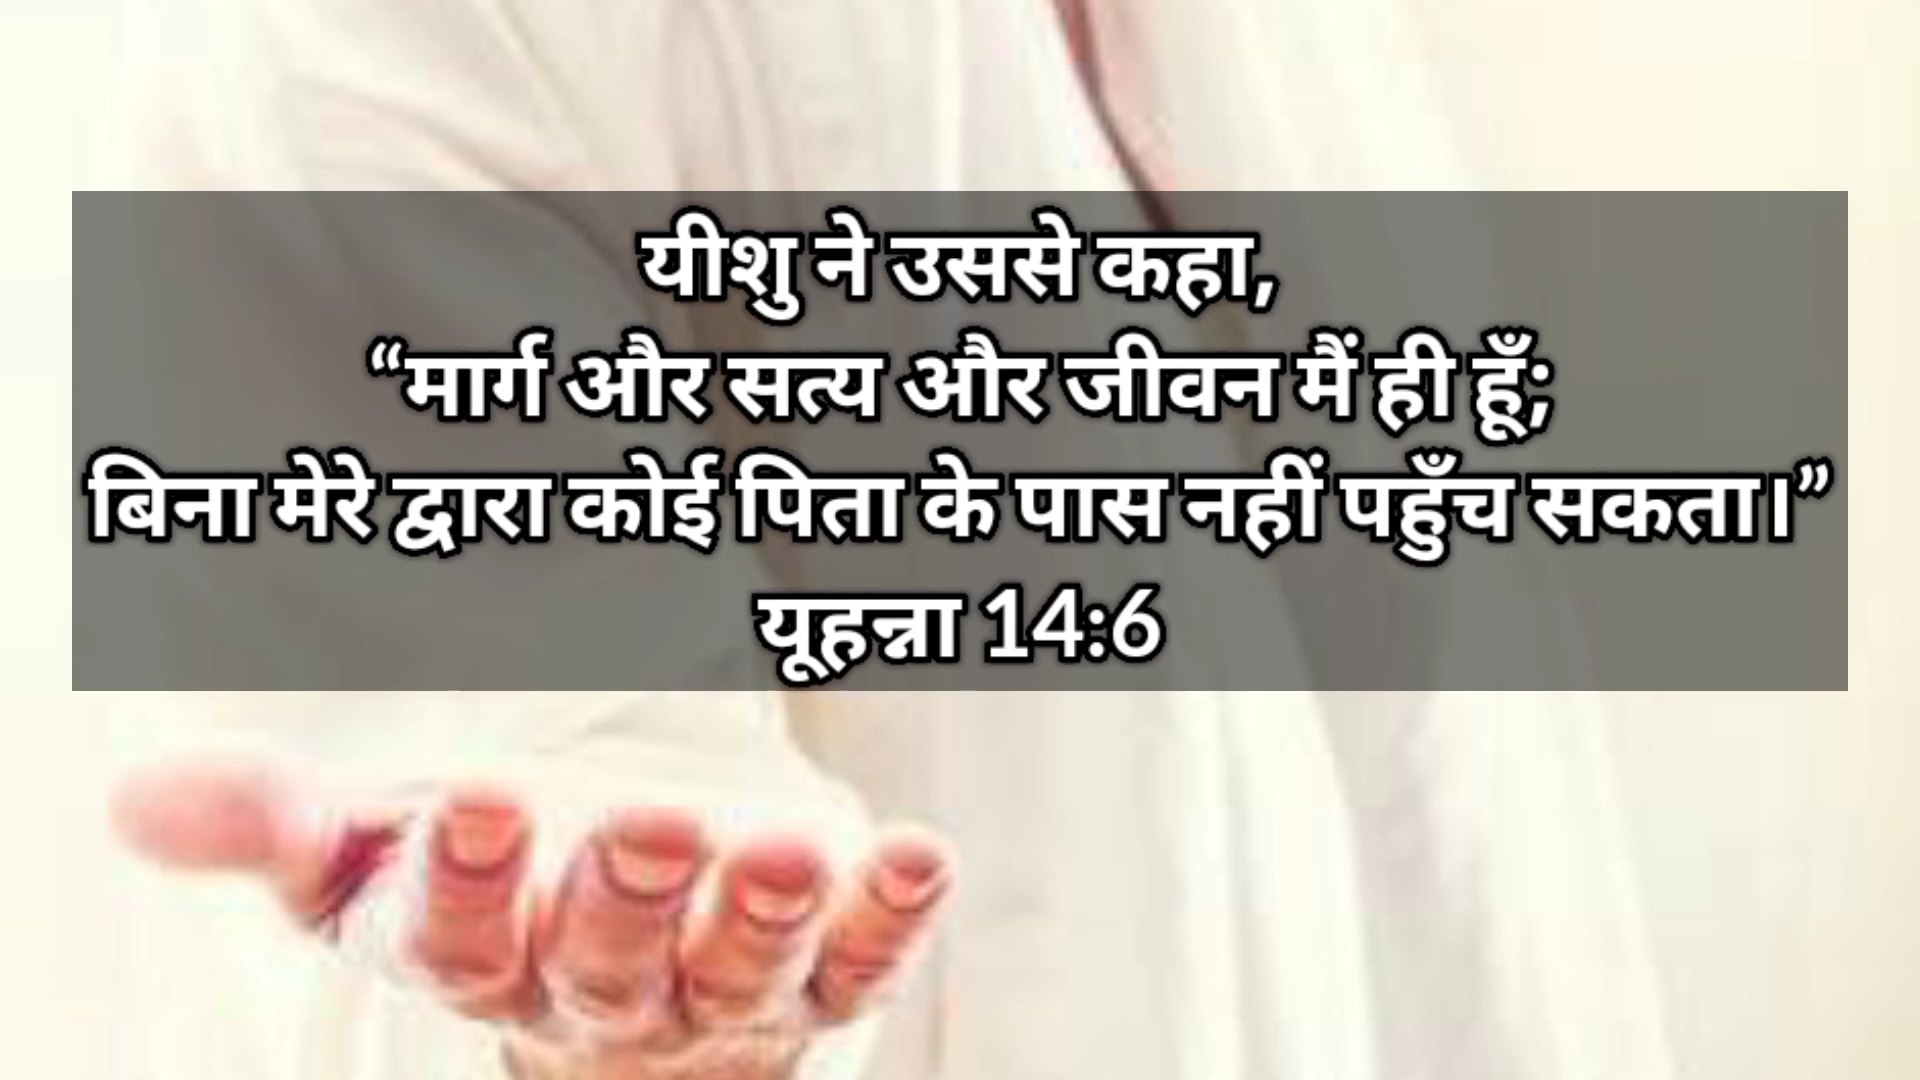 यीशु ने उससे कहा,
“मार्ग और सत्य और जीवन मैं ही हूँ;
बिना मेरे द्वारा कोई पिता के पास नहीं पहुँच सकता।”
यूहन्ना 14:6